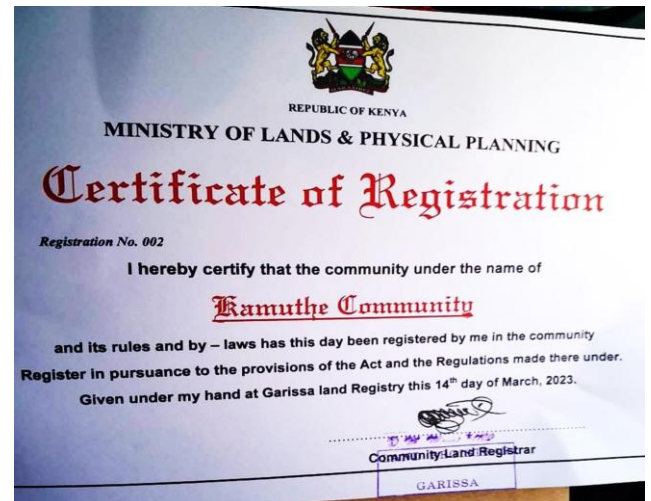 REPUBLIC OF KENYA
MINISTRY OF LANDS & PHYSICAL PLANNING
Certificate of Registration
Registration No. 002
I hereby certify that the community under the name of
Kamuthe Community
and its rules and by – laws has this day been registered by me in the community
Register in pursuance to the provisions of the Act and the Regulations made there under.
Given under my hand at Garissa land Registry this 14th day of March, 2023.
Community Land Registrar
GARISSA